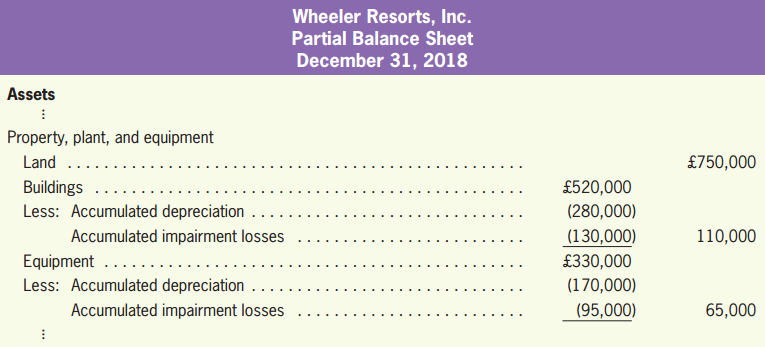 Wheeler Resorts, Inc.
Partial Balance Sheet
December 31, 2018
Assets
⋮
Property, plant, and equipment
Land . . . . . . . . . . . . . . . . . . . . . . . . . . . . . . . . . . . . . . . . . . . . . . . . . . £750,000
Buildings . . . . . . . . . . . . . . . . . . . . . . . . . . . . . . . . . . . . . . . . . . . . . . . £520,000
Less: Accumulated depreciation . . . . . . . . . . . . . . . . . . . . . . . . . . . . . . (280,000)
Accumulated impairment losses . . . . . . . . . . . . . . . . . . . . . . . . . (130,000) 110,000
Equipment . . . . . . . . . . . . . . . . . . . . . . . . . . . . . . . . . . . . . . . . . . . . . . £330,000
Less: Accumulated depreciation . . . . . . . . . . . . . . . . . . . . . . . . . . . . . . (170,000)
Accumulated impairment losses . . . . . . . . . . . . . . . . . . . . . . . . . (95,000) 65,000
⋮